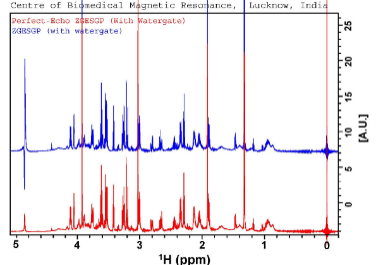 Centre of Biomedical Magnetic Resonance, Lucknow, India
Perfect-Echo ZGESGP (With Watergate)
ZGESGP (with watergate)
25
20
15
10
5
0
[A.U.]
5 4 3 2 1 0
¹H (ppm)